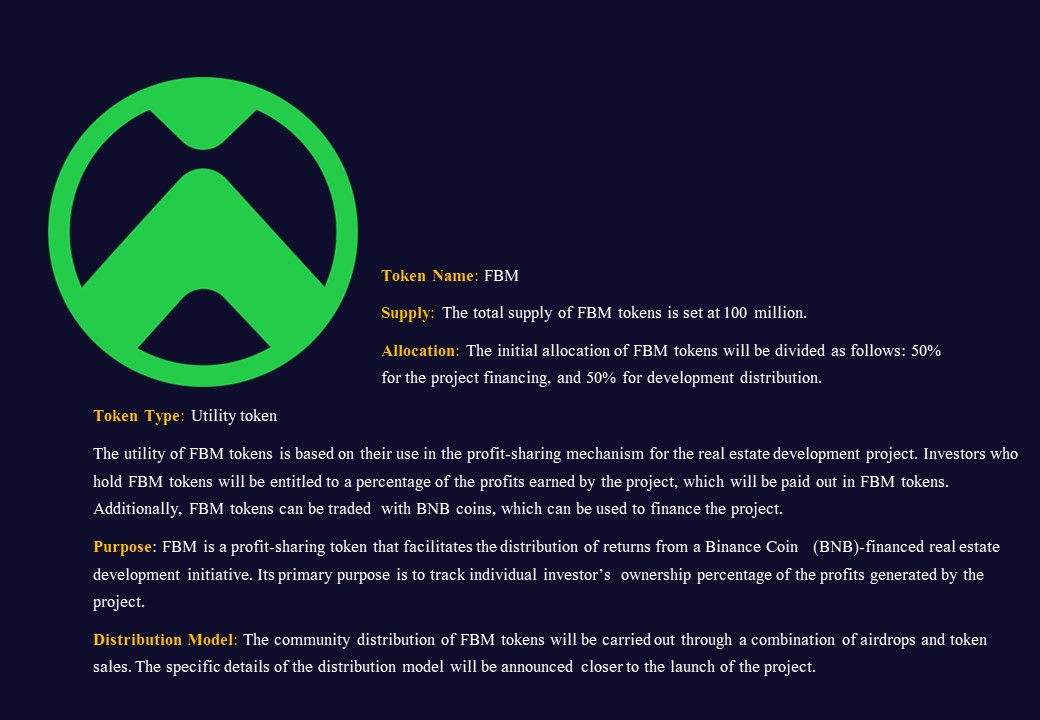 Token Name: FBM
Supply: The total supply of FBM tokens is set at 100 million.
Allocation: The initial allocation of FBM tokens will be divided as follows: 50%
for the project financing, and 50% for development distribution.
Token Type: Utility token
The utility of FBM tokens is based on their use in the profit-sharing mechanism for the real estate development project. Investors who
hold FBM tokens will be entitled to a percentage of the profits earned by the project, which will be paid out in FBM tokens.
Additionally, FBM tokens can be traded with BNB coins, which can be used to finance the project.
Purpose: FBM is a profit-sharing token that facilitates the distribution of returns from a Binance Coin (BNB)-financed real estate
development initiative. Its primary purpose is to track individual investor’s ownership percentage of the profits generated by the
project.
Distribution Model: The community distribution of FBM tokens will be carried out through a combination of airdrops and token
sales. The specific details of the distribution model will be announced closer to the launch of the project.